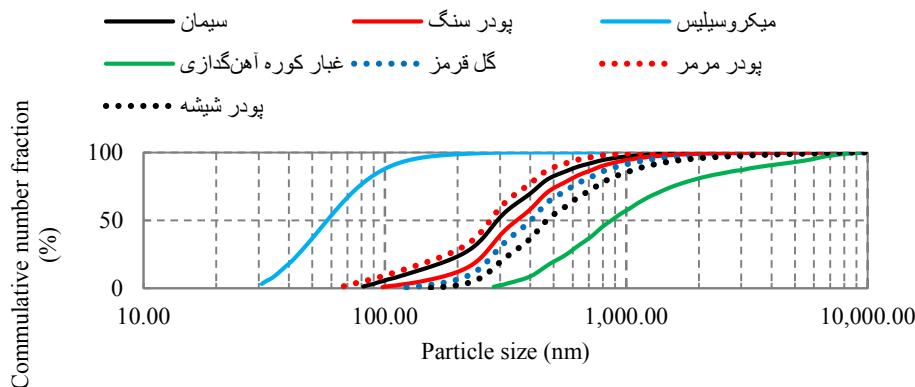 سیمان
پودر سنگ
میکروسیلیس
غبار کوره آهن‌گدازی
گل قرمز
پودر مرمر
پودر شیشه
Commulative number fraction
(%)
100
50
0
10.00 100.00 1,000.00 10,000.00
Particle size (nm)